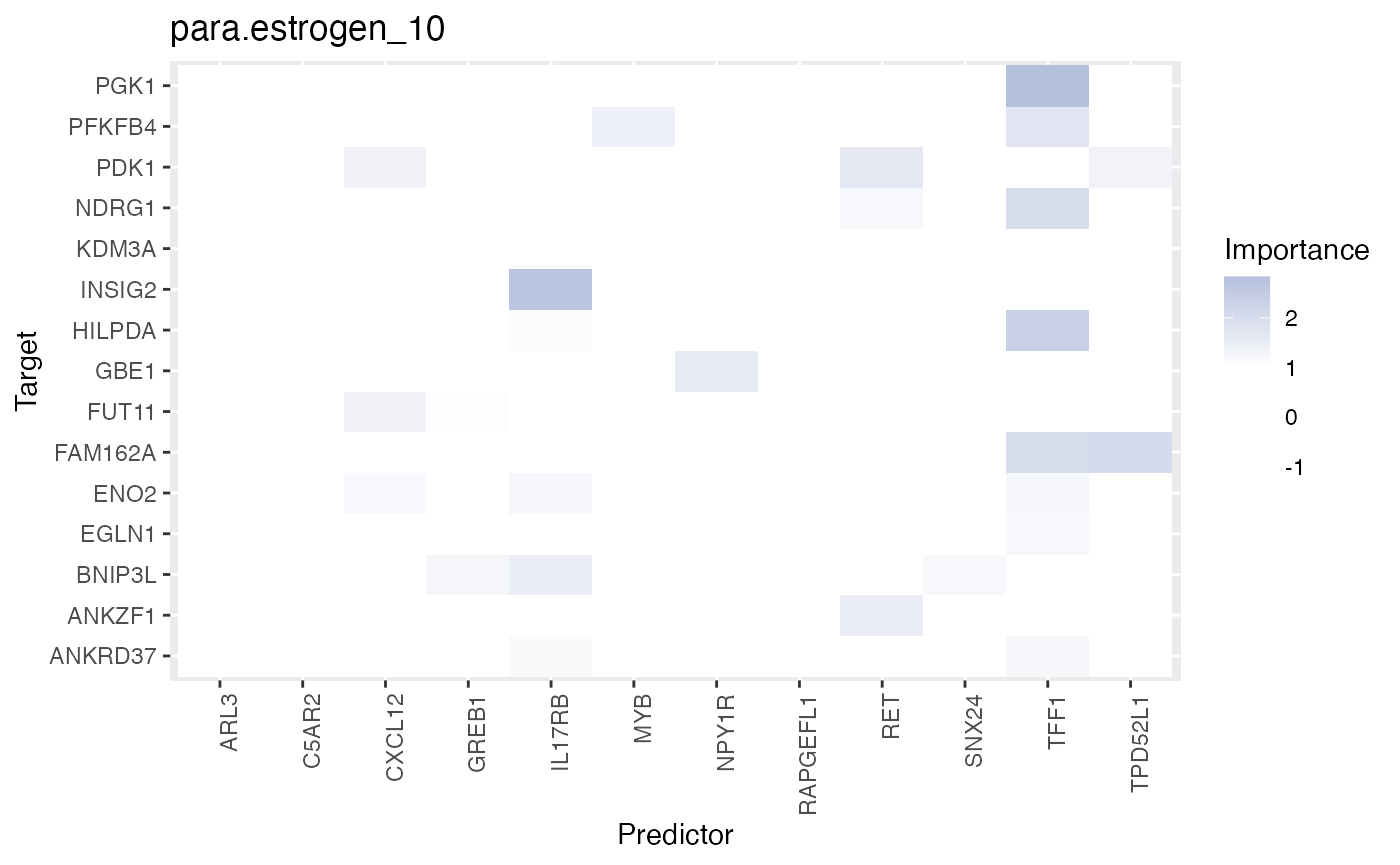 para.estrogen_10
Target
PGK1
PFKFB4
PDK1
NDRG1
KDM3A
INSIG2
HILPDA
GBE1
FUT11
FAM162A
ENO2
EGLN1
BNIP3L
ANKZF1
ANKRD37
ARL3
C5AR2
CXCL12
GREB1
IL17RB
MYB
NPY1R
RAPGEFL1
RET
SNX24
TFF1
TPD52L1
Predictor
Importance
2
1
0
-1